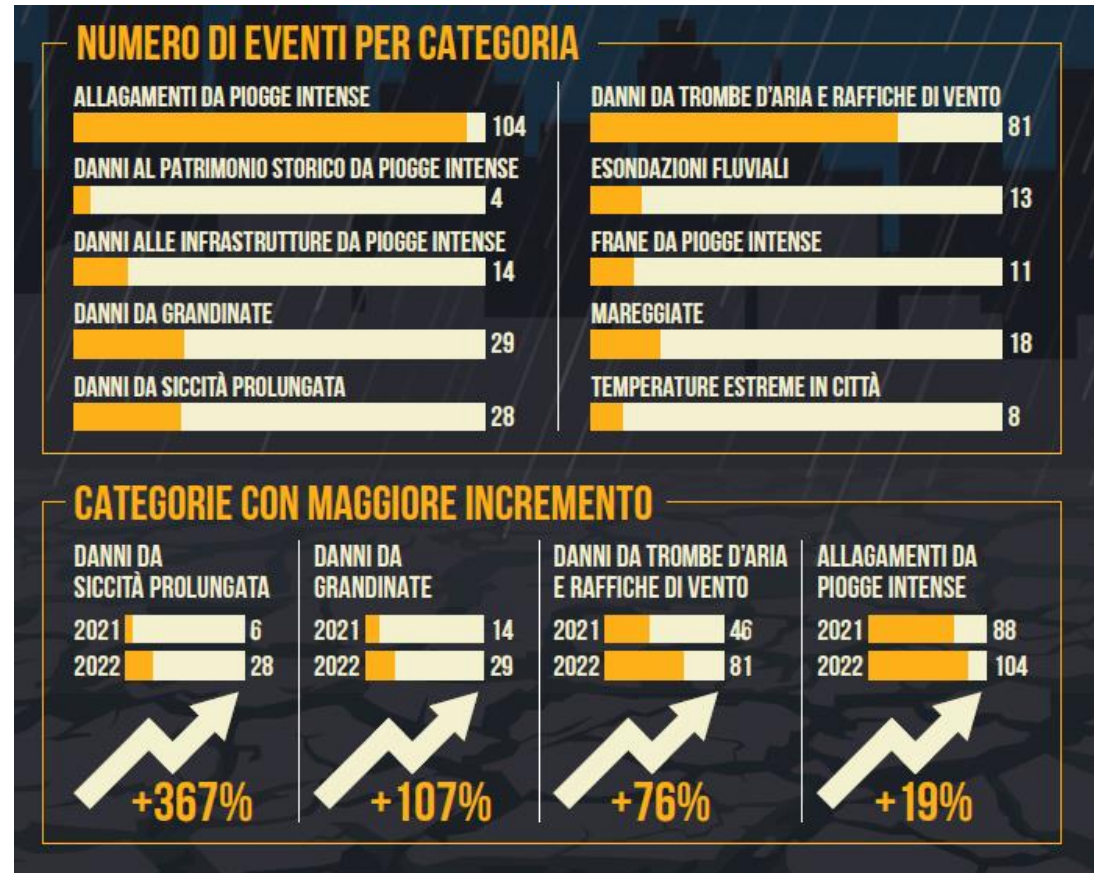 NUMERO DI EVENTI PER CATEGORIA
ALLAGAMENTI DA PIOGGE INTENSE
104
DANNI AL PATRIMONIO STORICO DA PIOGGE INTENSE
4
DANNI ALLE INFRASTRUTTURE DA PIOGGE INTENSE
14
DANNI DA GRANDINATE
29
DANNI DA SICCITÀ PROLUNGATA
28
DANNI DA TROMBE D'ARIA E RAFFICHE DI VENTO
81
ESONDAZIONI FLUVIALI
13
FRANE DA PIOGGE INTENSE
11
MAREGGIATE
18
TEMPERATURE ESTREME IN CITTÀ
8
CATEGORIE CON MAGGIORE INCREMENTO
DANNI DA
SICCITÀ PROLUNGATA
2021 6
2022 28
+367%
DANNI DA
GRANDINATE
2021 14
2022 29
+107%
DANNI DA TROMBE D'ARIA
E RAFFICHE DI VENTO
2021 46
2022 81
+76%
ALLAGAMENTI DA
PIOGGE INTENSE
2021 88
2022 104
+19%